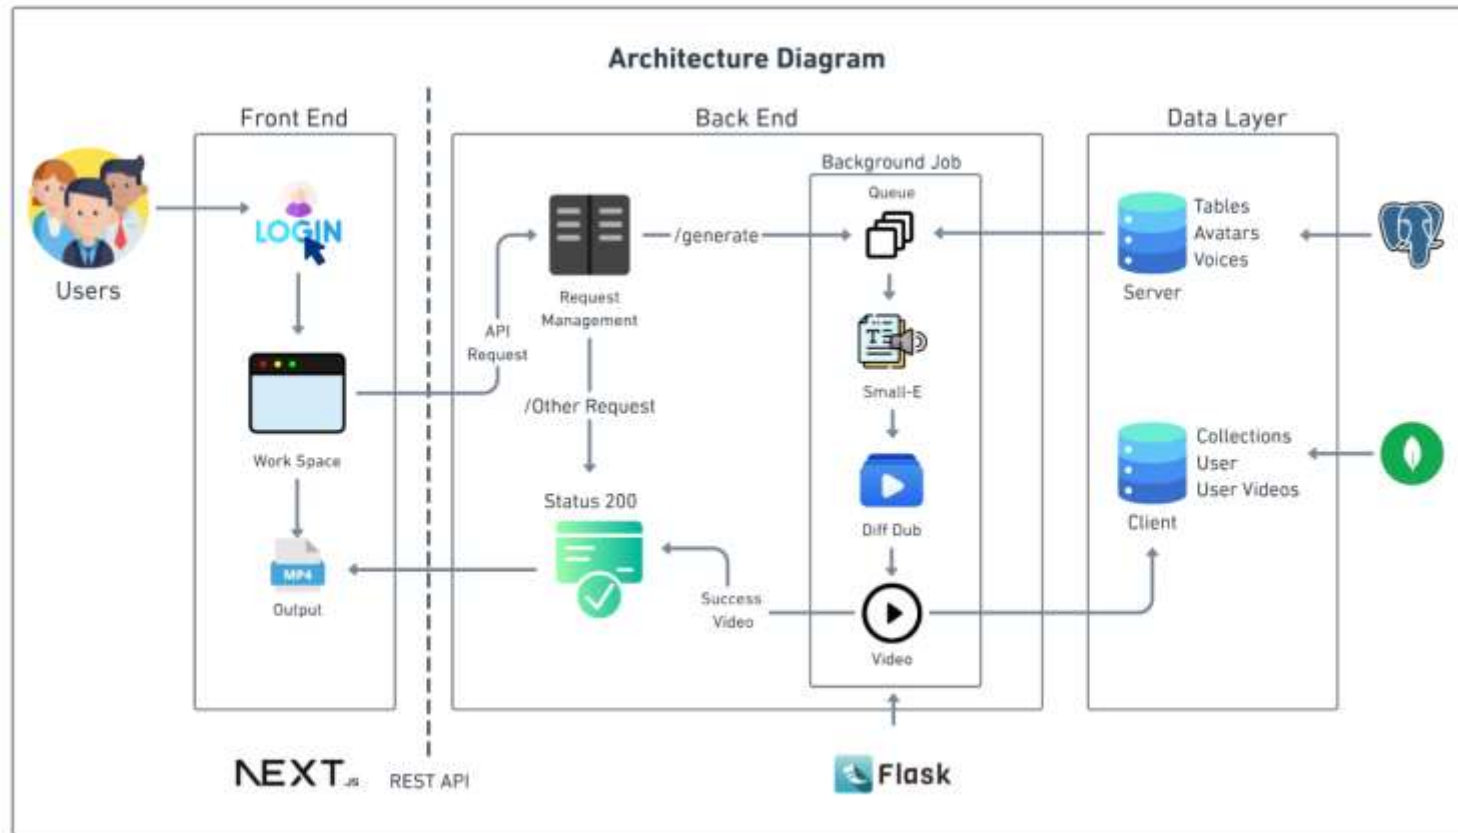 Architecture Diagram
Front End
Back End
Data Layer
Users
LOGIN
Work Space
MP4
Output
NEXT.JS
REST API
API
Request
Request
Management
/generate
/Other Request
Status 200
Success
Video
Background Job
Queue
T
Small-E
Diff Dub
Video
Flask
Tables
Avatars
Voices
Server
Collections
User
User Videos
Client